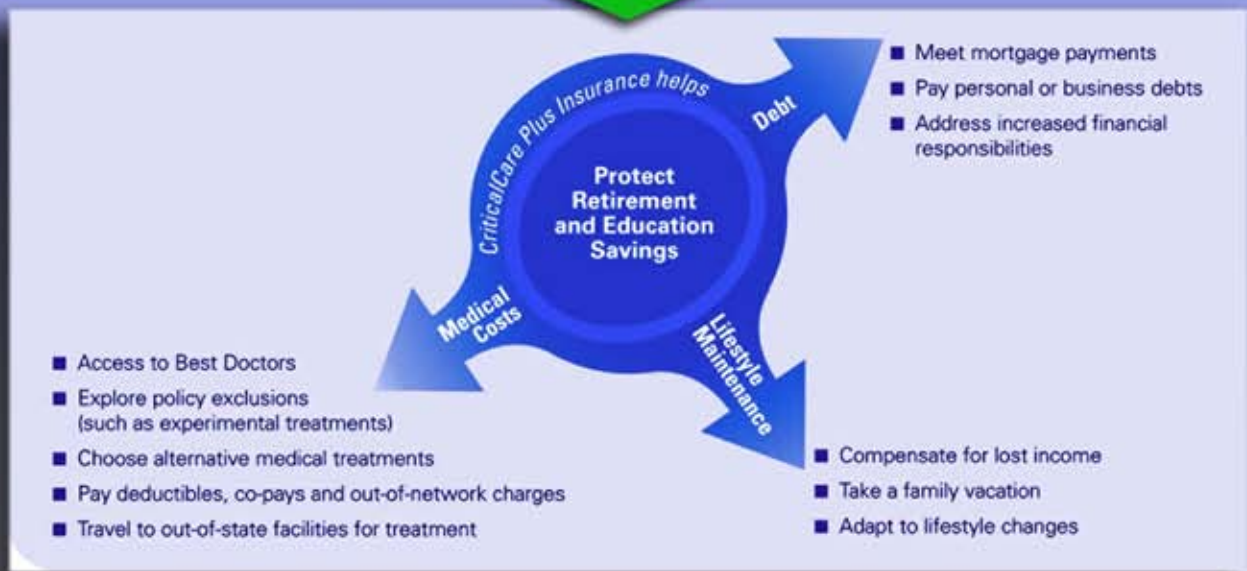 CriticalCare Plus Insurance helps
Protect
Retirement
and Education
Savings
Debt
■ Meet mortgage payments
■ Pay personal or business debts
■ Address increased financial
responsibilities
Medical
Costs
■ Access to Best Doctors
■ Explore policy exclusions
(such as experimental treatments)
■ Choose alternative medical treatments
■ Pay deductibles, co-pays and out-of-network charges
■ Travel to out-of-state facilities for treatment
Lifestyle
Maintenance
■ Compensate for lost income
■ Take a family vacation
■ Adapt to lifestyle changes